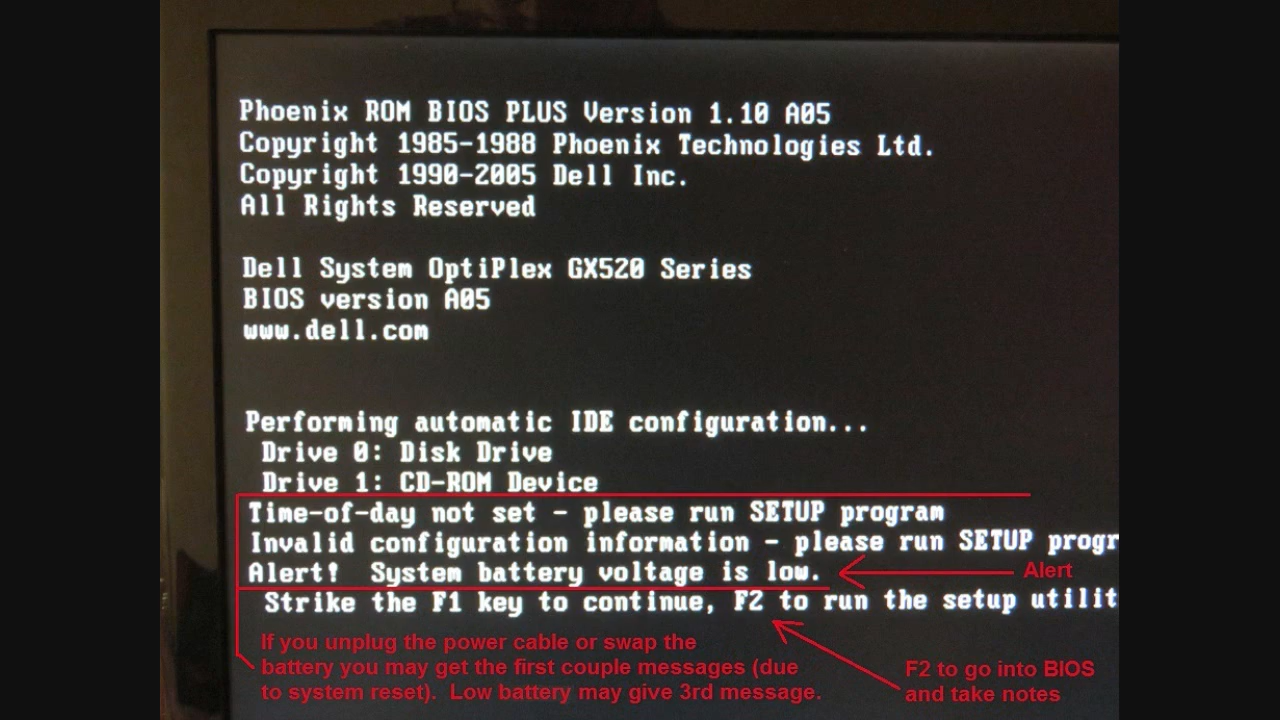 Phoenix ROM BIOS PLUS Version 1.10 A05
Copyright 1985-1988 Phoenix Technologies Ltd.
Copyright 1990-2005 Dell Inc.
All Rights Reserved
Dell System OptiPlex GX520 Series
BIOS version A05
www.dell.com
Performing automatic IDE configuration...
Drive 0: Disk Drive
Drive 1: CD-ROM Device
Time-of-day not set - please run SETUP program
Invalid configuration information - please run SETUP progr
Alert! System battery voltage is low.
Alert
Strike the F1 key to continue, F2 to run the setup utilit
If you unplug the power cable or swap the
battery you may get the first couple messages (due
to system reset). Low battery may give 3rd message.
F2 to go into BIOS
and take notes